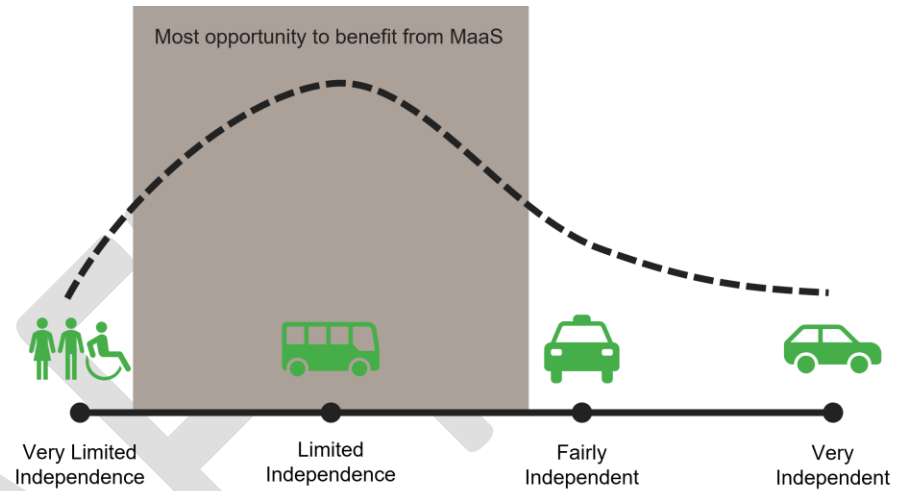 Most opportunity to benefit from MaaS
Very Limited
Independence
Limited
Independence
Fairly
Independent
Very
Independent